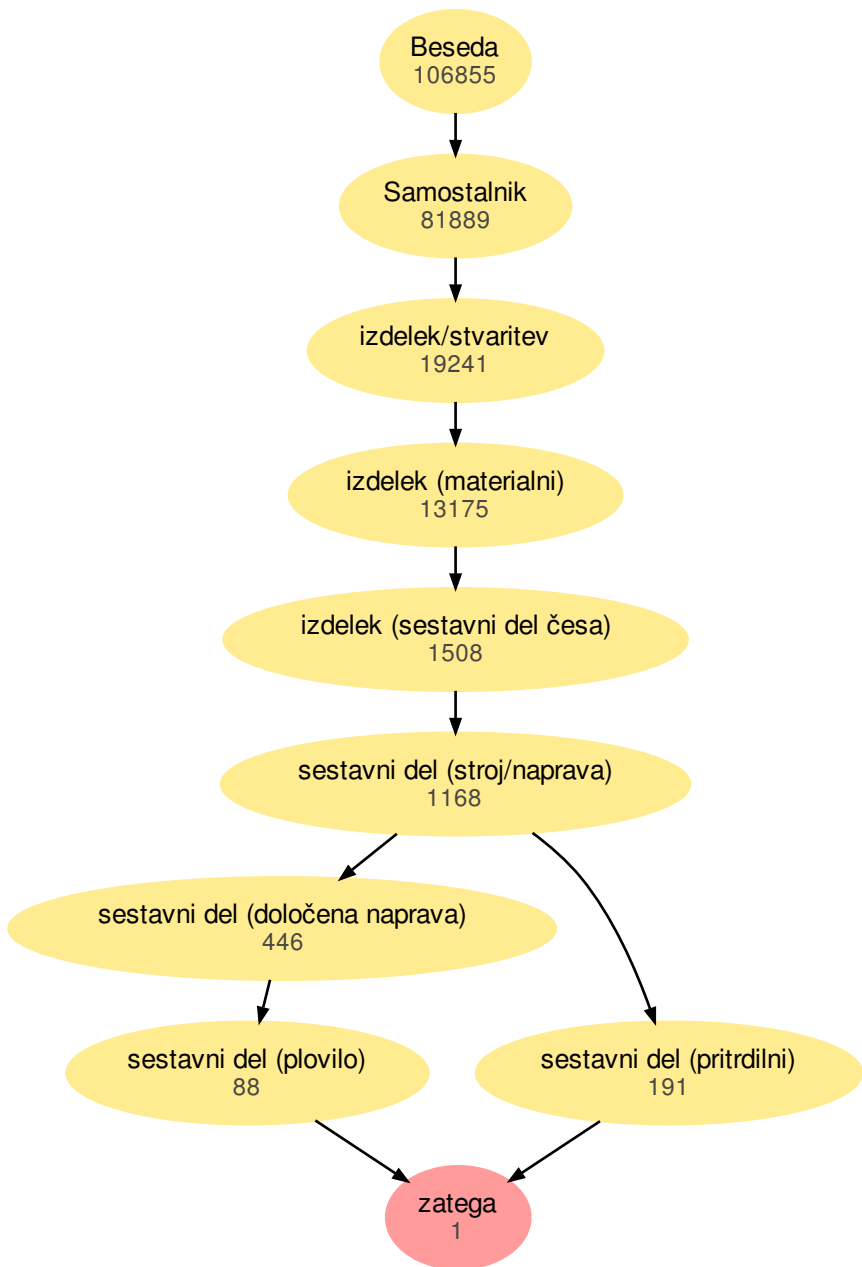 Beseda
106855
Samostalnik
81889
izdelek/stvaritev
19241
izdelek (materialni)
13175
izdelek (sestavni del česa)
1508
sestavni del (stroj/naprava)
1168
sestavni del (določena naprava)
446
sestavni del (plovilo)
88
sestavni del (pritrdilni)
191
zatega
1